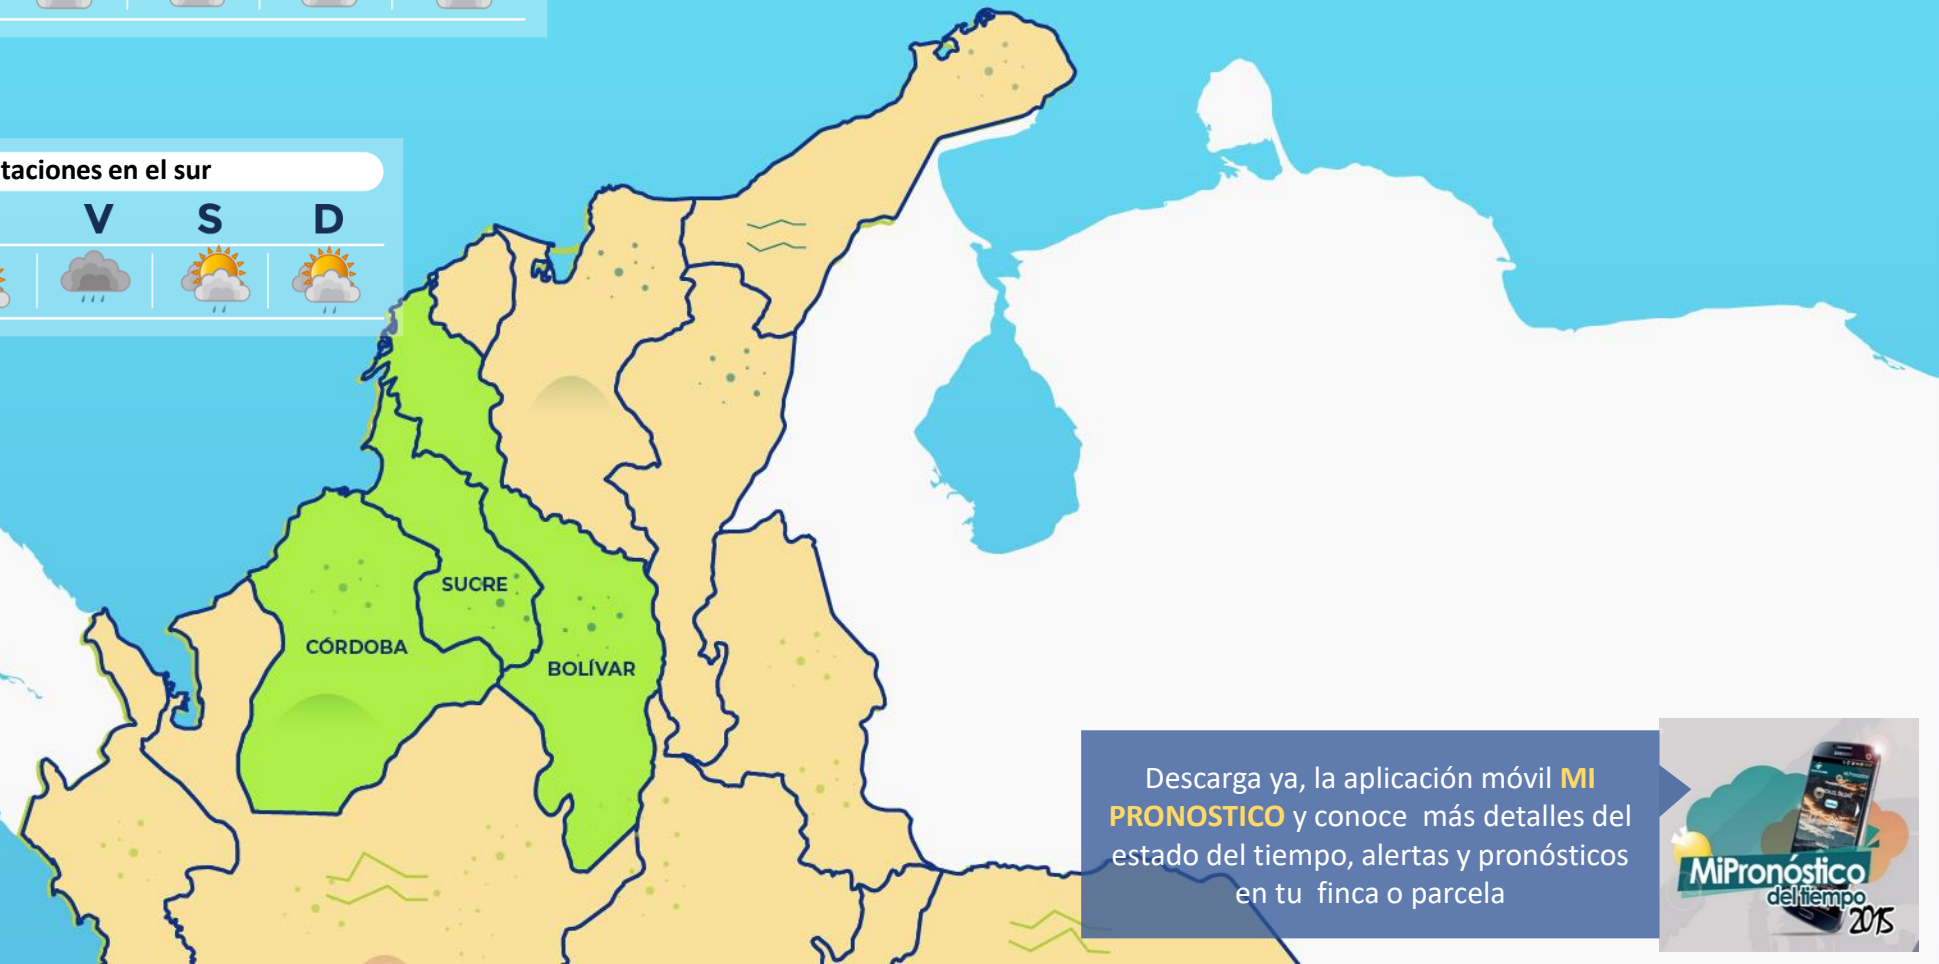 taciones en el sur
V S D
SUCRE
CÓRDOBA
BOLÍVAR
Descarga ya, la aplicación móvil MI
PRONOSTICO y conoce más detalles del
estado del tiempo, alertas y pronósticos
en tu finca o parcela
MiPronóstico
del tiempo
2015